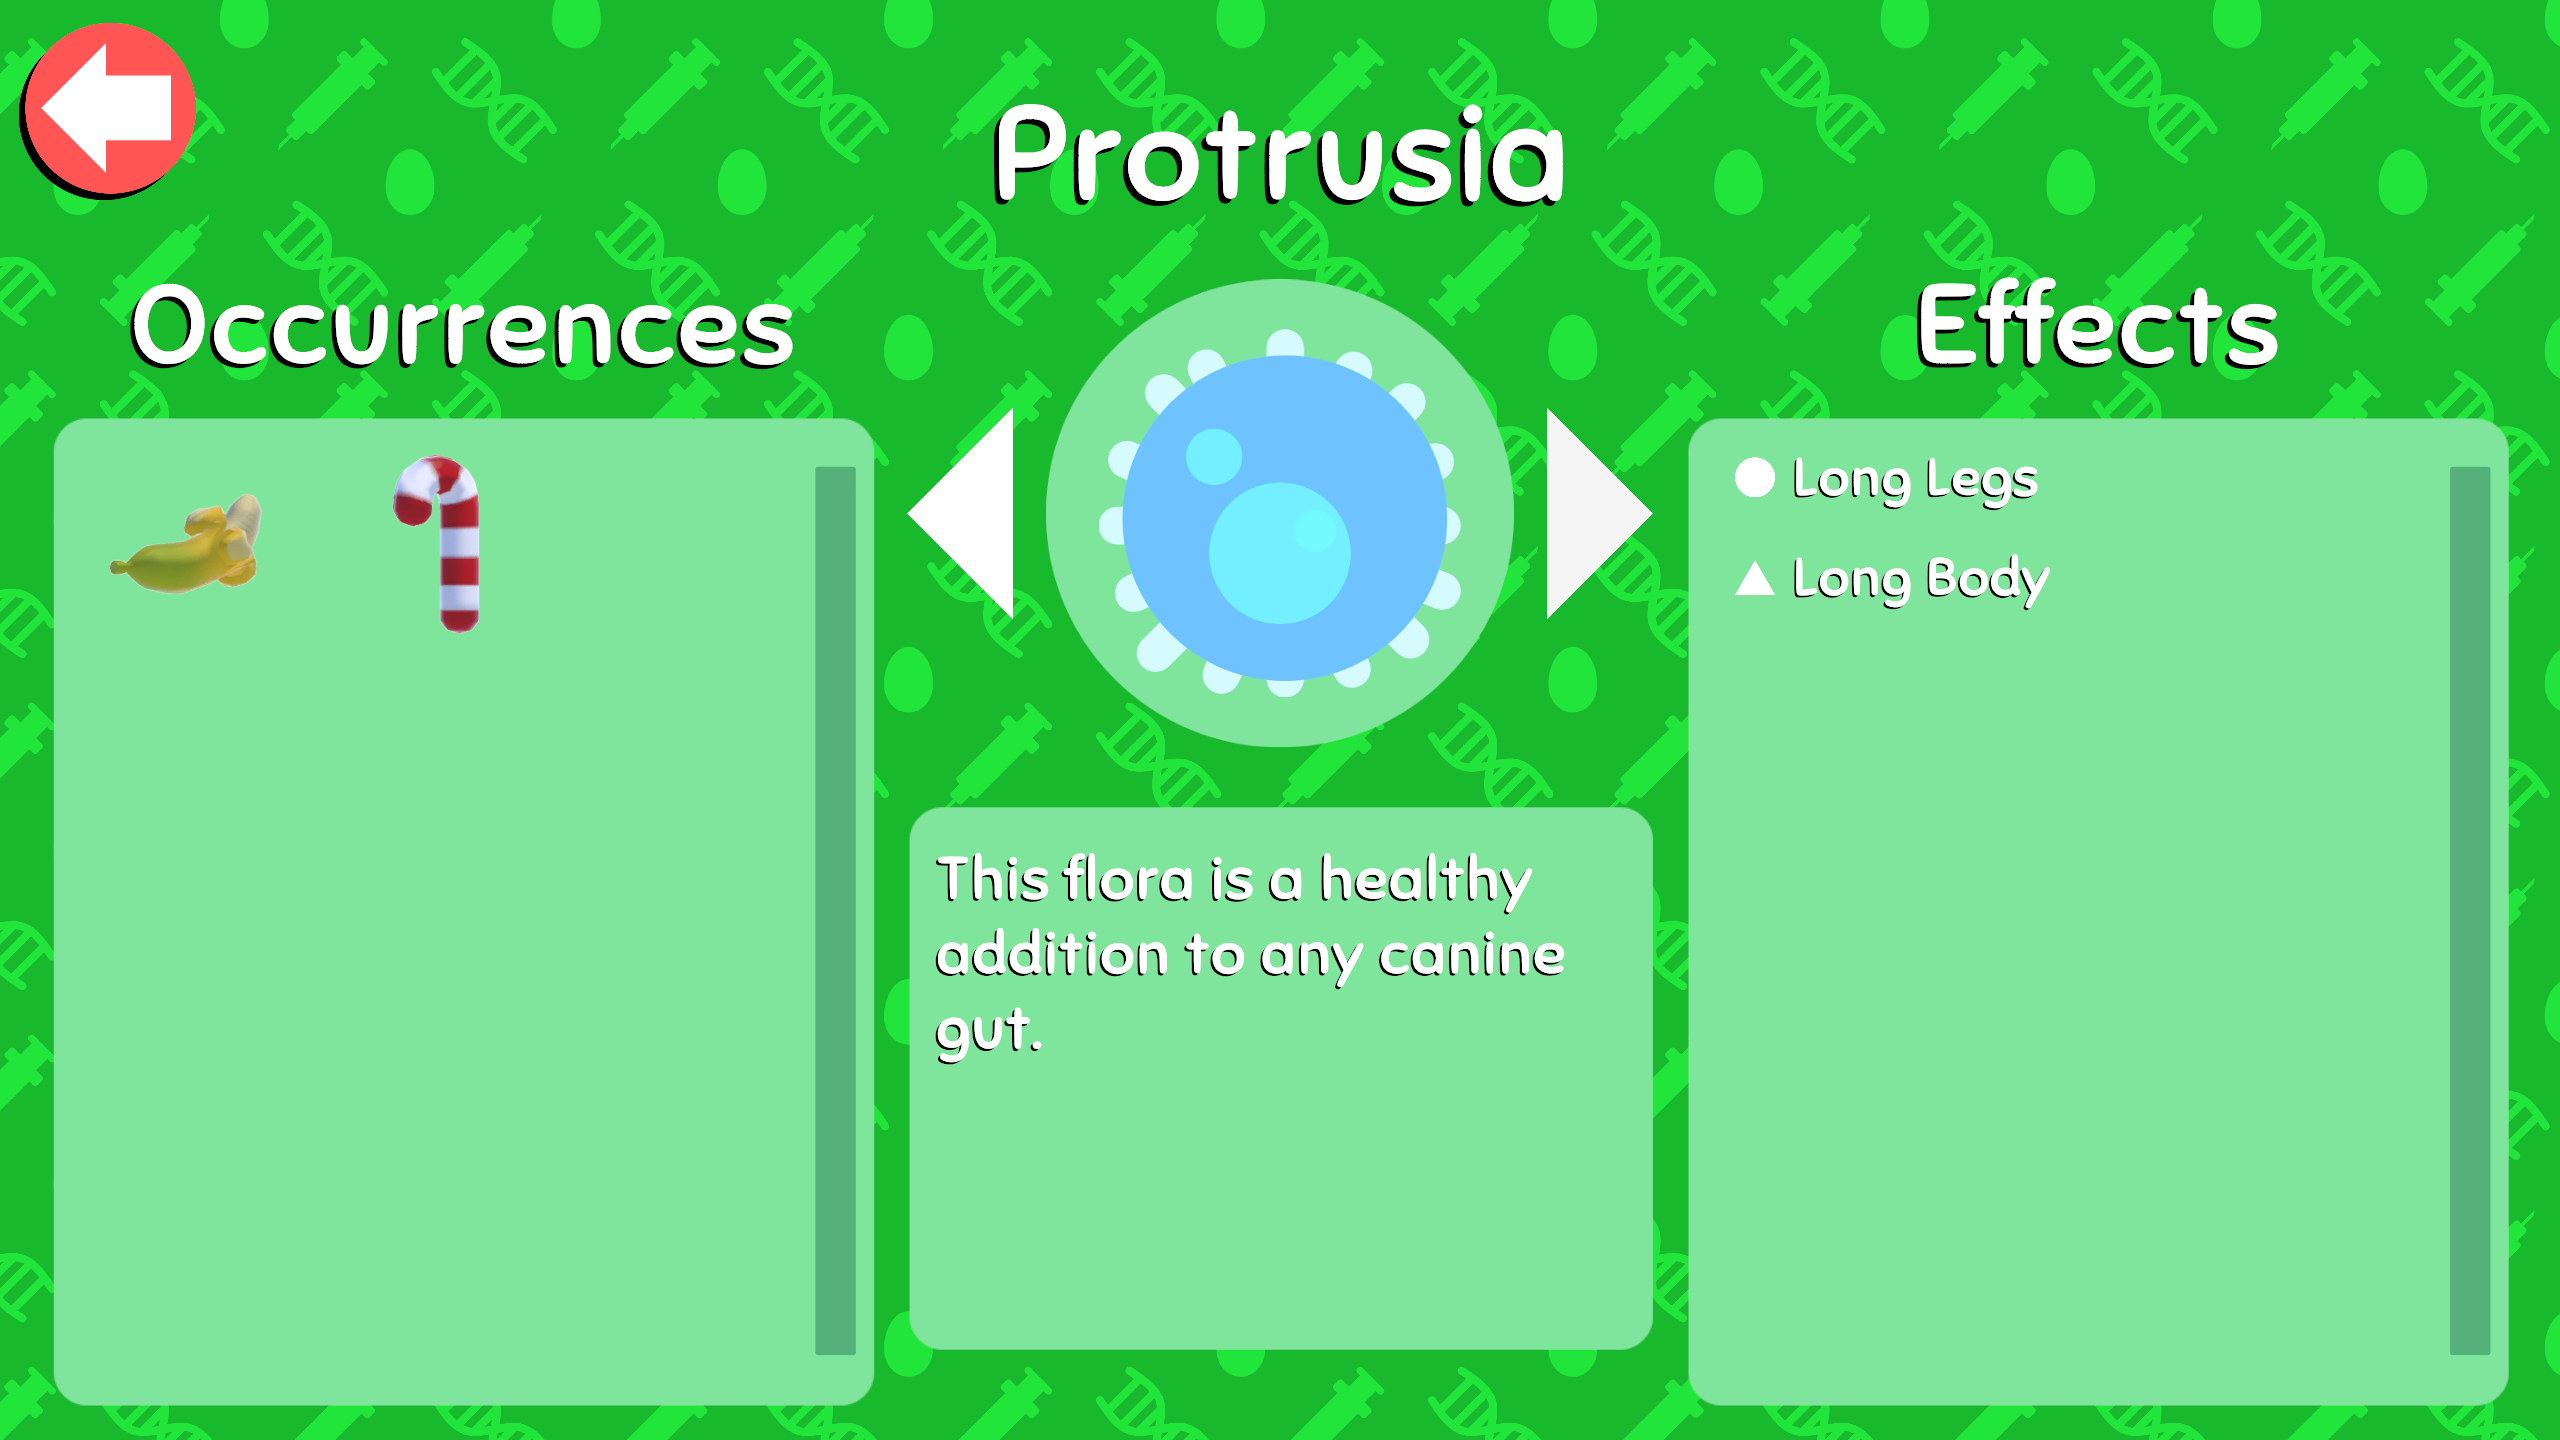 Protrusia
Occurrences
Effects
Long Legs
Long Body
This flora is a healthy
addition to any canine
gut.